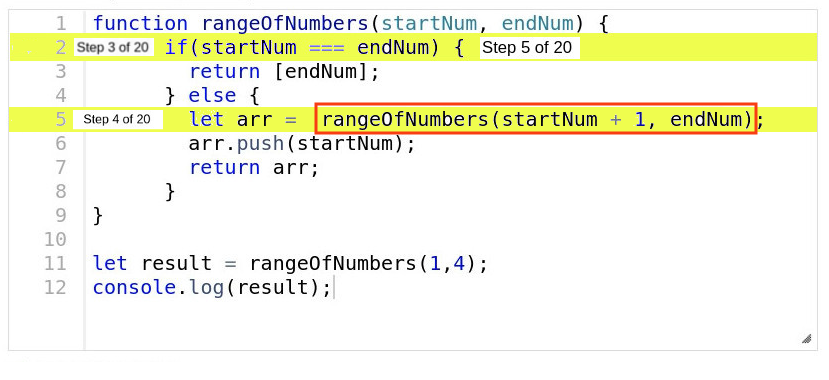 1 function rangeOfNumbers(startNum, endNum) {
2 Step 3 of 20 if(startNum === endNum) { Step 5 of 20
3 return [endNum];
4 } else {
5 Step 4 of 20 let arr = rangeOfNumbers(startNum + 1, endNum);
6 arr.push(startNum);
7 return arr;
8 }
9 }
10
11 let result = rangeOfNumbers(1,4);
12 console.log(result);